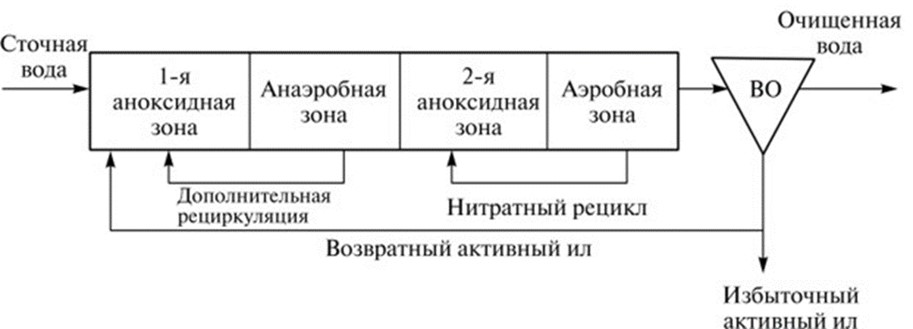 Сточная
вода
1-я
аноксидная
зона
Анаэробная
зона
2-я
аноксидная
зона
Аэробная
зона
ВО
Очищенная
вода
Дополнительная
рециркуляция
Нитратный рецикл
Возвратный активный ил
Избыточный
активный ил